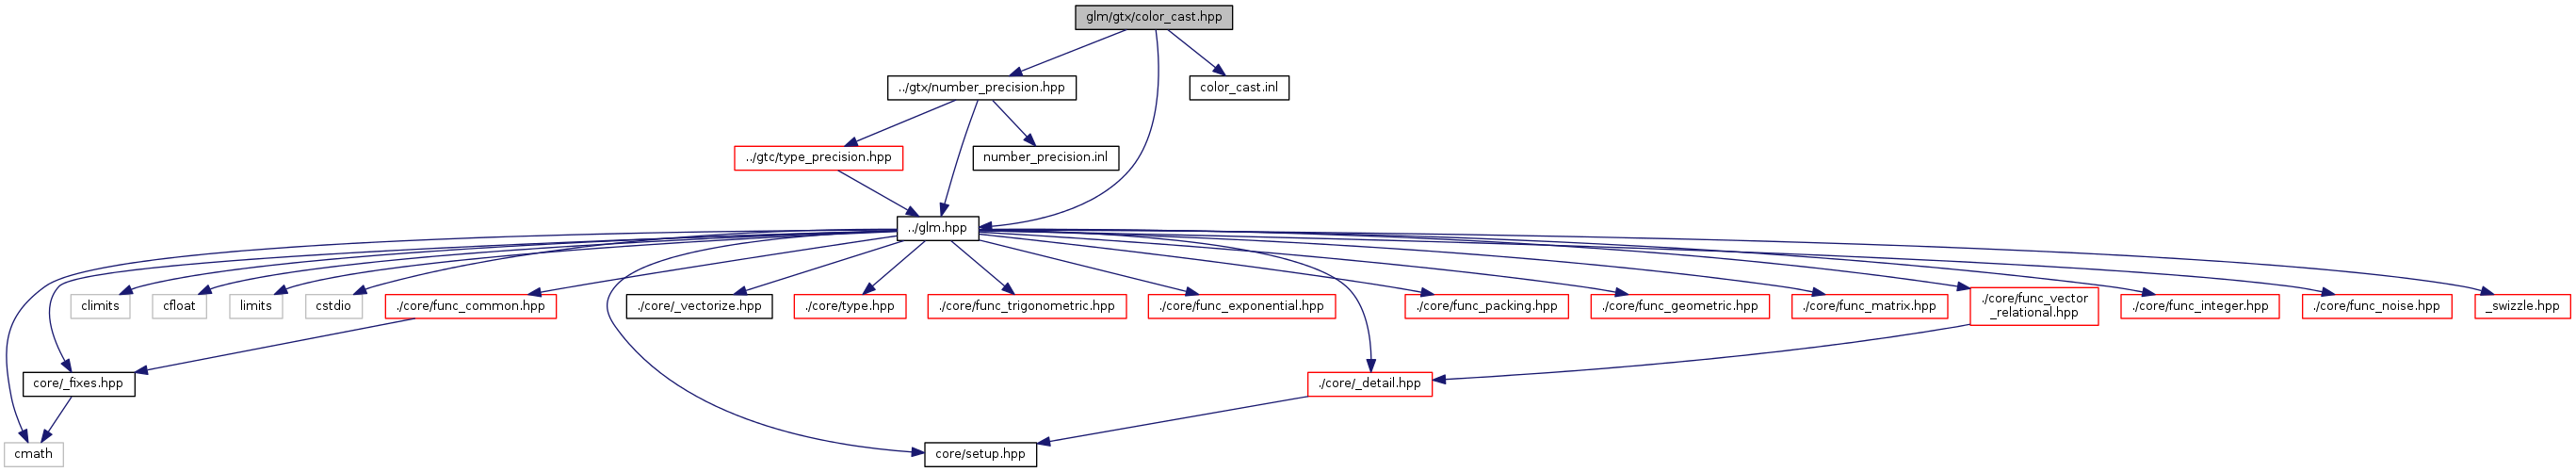 glm/gtx/color_cast.hpp
../gtx/number_precision.hpp
color_cast.inl
../gtc/type_precision.hpp
number_precision.inl
../glm.hpp
climits
cfloat
limits
cstdio
./core/func_common.hpp
./core/_vectorize.hpp
./core/type.hpp
./core/func_trigonometric.hpp
./core/func_exponential.hpp
./core/func_packing.hpp
./core/func_geometric.hpp
./core/func_matrix.hpp
./core/func_vector
_relational.hpp
./core/func_integer.hpp
./core/func_noise.hpp
_swizzle.hpp
core/_fixes.hpp
./core/_detail.hpp
cmath
core/setup.hpp